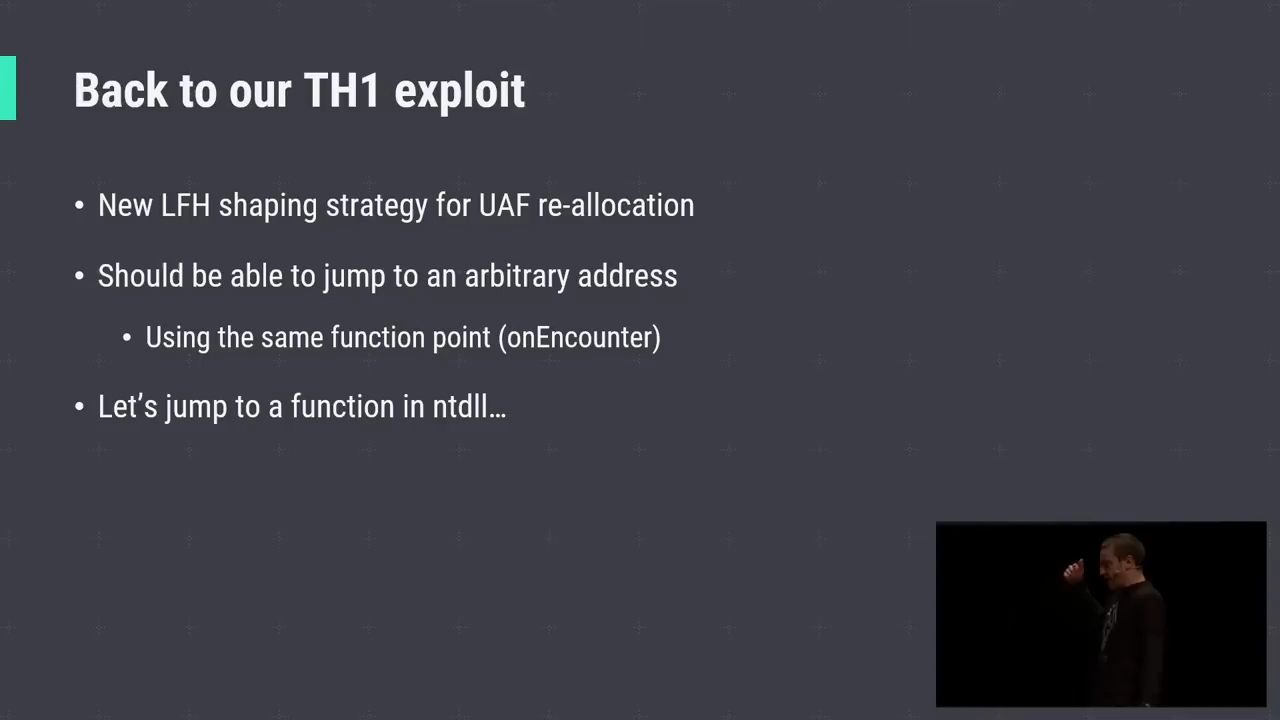 Back to our TH1 exploit
• New LFH shaping strategy for UAF re-allocation
• Should be able to jump to an arbitrary address
• Using the same function point (onEncounter)
• Let’s jump to a function in ntdll…